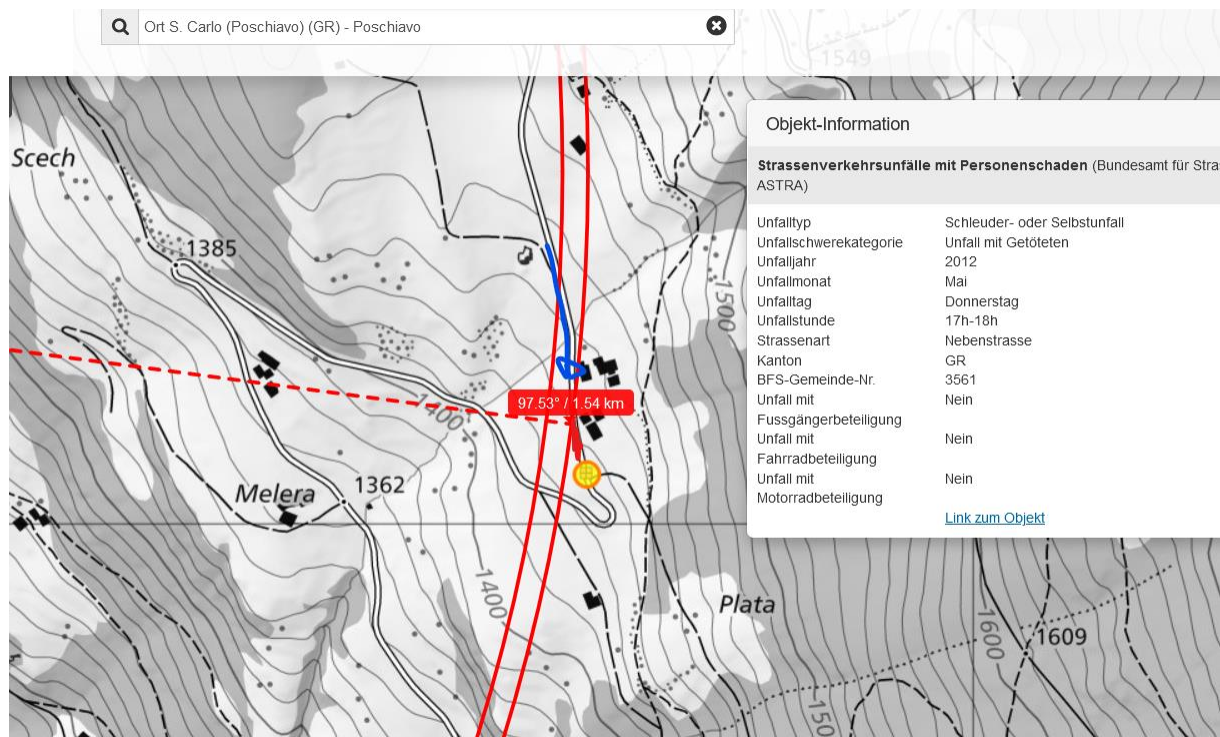 Ort S. Carlo (Poschiavo) (GR) - Poschiavo
1549
Objekt-Information
Strassenverkehrsunfälle mit Personenschaden (Bundesamt für Stra
ASTRA)
Unfalltyp Schleuder- oder Selbstunfall
Unfallschwerekategorie Unfall mit Getöteten
Unfalljahr 2012
Unfallmonat Mai
Unfalltag Donnerstag
Unfallstunde 17h-18h
Strassenart Nebenstrasse
Kanton GR
BFS-Gemeinde-Nr. 3561
Unfall mit Nein
Fussgängerbeteiligung
Unfall mit Nein
Fahrradbeteiligung
Unfall mit Nein
Motorradbeteiligung
Link zum Objekt
Scech
1385
1500
97.53° / 1.54 km
1400
Melera
1362
1400
Plata
1600
1609
150